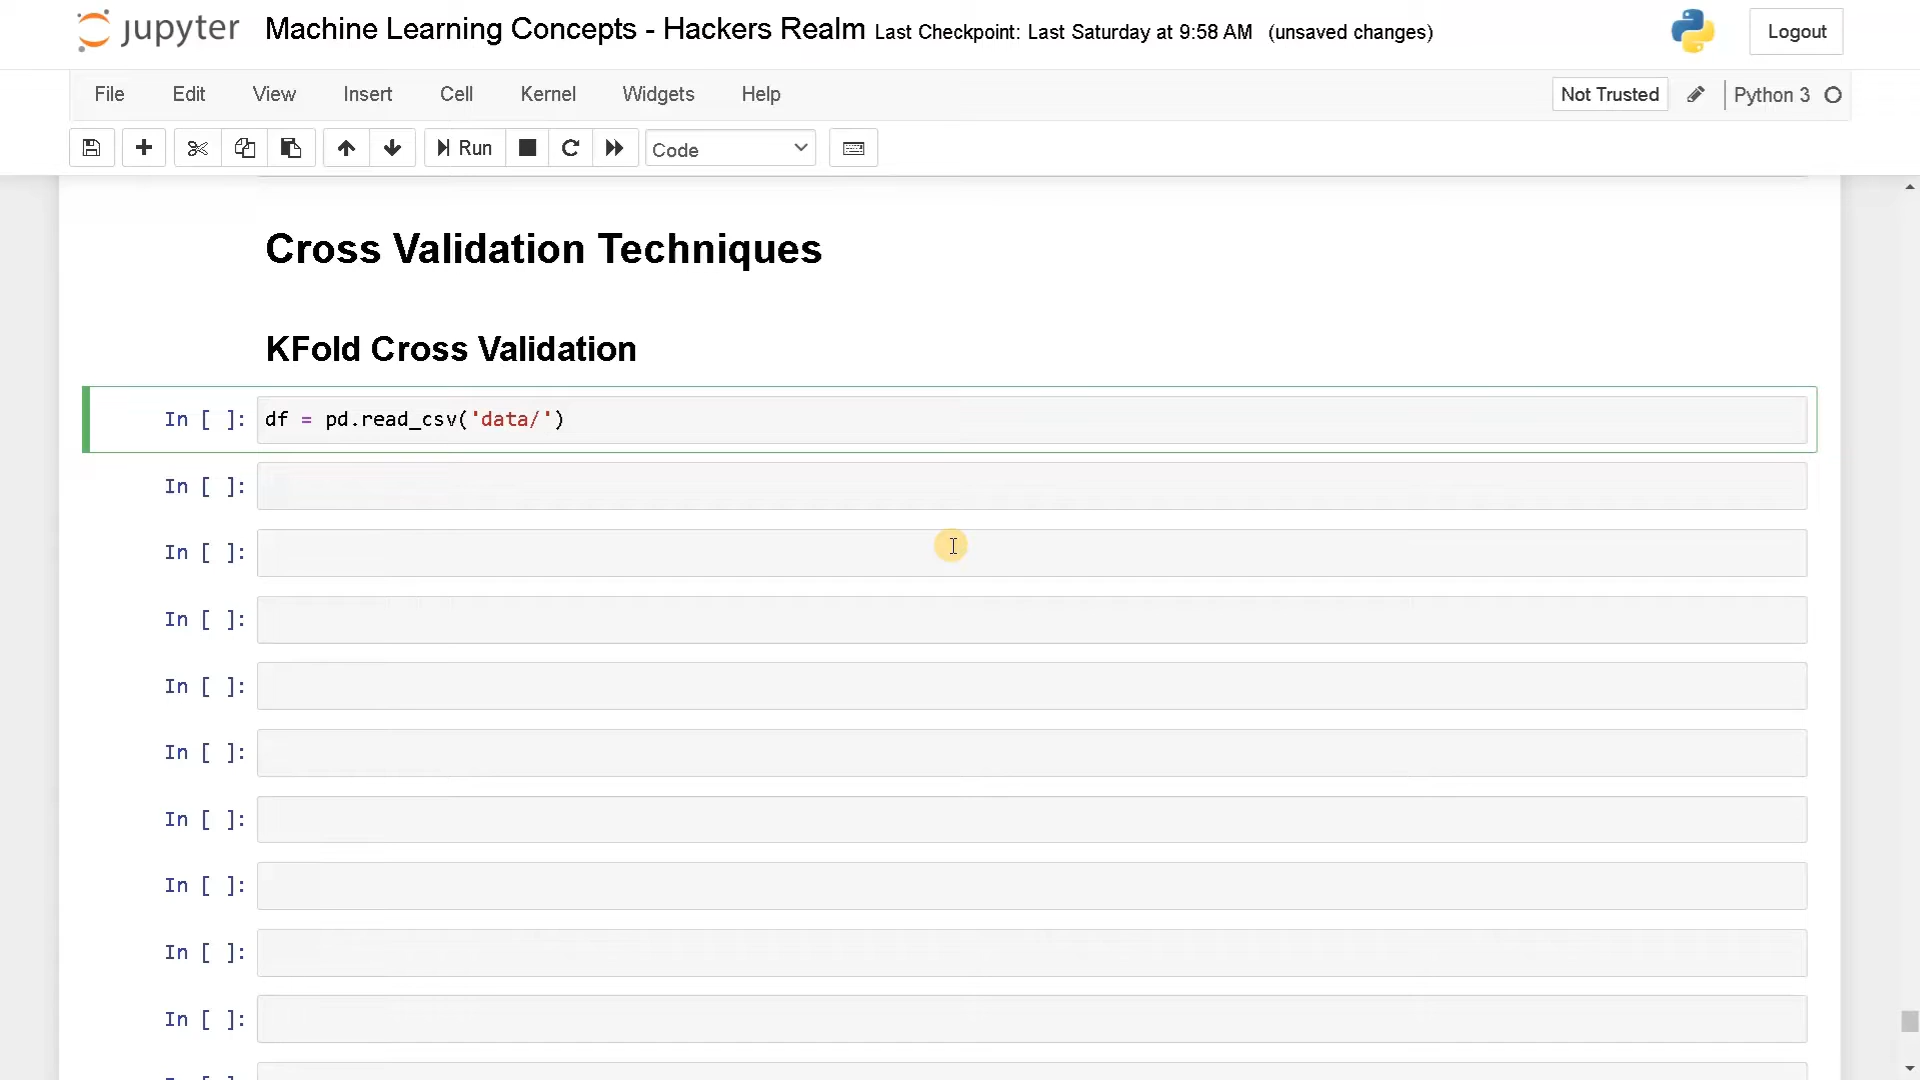 jupyter Machine Learning Concepts - Hackers Realm Last Checkpoint: Last Saturday at 9:58 AM (unsaved changes) Logout
File Edit View Insert Cell Kernel Widgets Help Not Trusted Python 3
Run Code
Cross Validation Techniques
KFold Cross Validation
In [ ]: df = pd.read_csv('data/')
In [ ]:
In [ ]:
In [ ]:
In [ ]:
In [ ]:
In [ ]:
In [ ]:
In [ ]:
In [ ]: